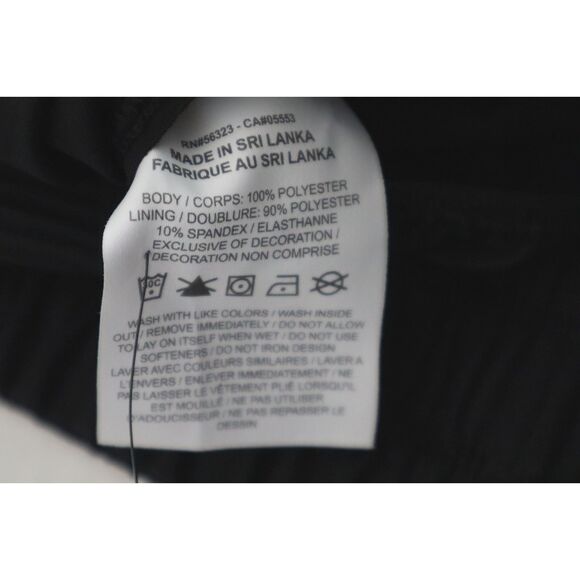 RN#56323 - CA#05553
MADE IN SRI LANKA
FABRIQUE AU SRI LANKA
BODY / CORPS: 100% POLYESTER
LINING / DOUBLURE: 90% POLYESTER
10% SPANDEX / ELASTHANNE
EXCLUSIVE OF DECORATION /
DECORATION NON COMPRISE
30C
WASH WITH LIKE COLORS / WASH INSIDE
OUT / REMOVE IMMEDIATELY / DO NOT ALLOW
TO LAY ON ITSELF WHEN WET / DO NOT USE
SOFTENERS / DO NOT IRON DESIGN
LAVER AVEC COULEURS SIMILAIRES / LAVER A
L'ENVERS / ENLEVER IMMEDIATEMENT / NE
PAS LAISSER LE VÊTEMENT PLIÉ LORSQU'IL
EST MOUILLÉ / NE PAS UTILISER
D'ADOUCISSEUR / NE PAS REPASSER LE
DESSIN